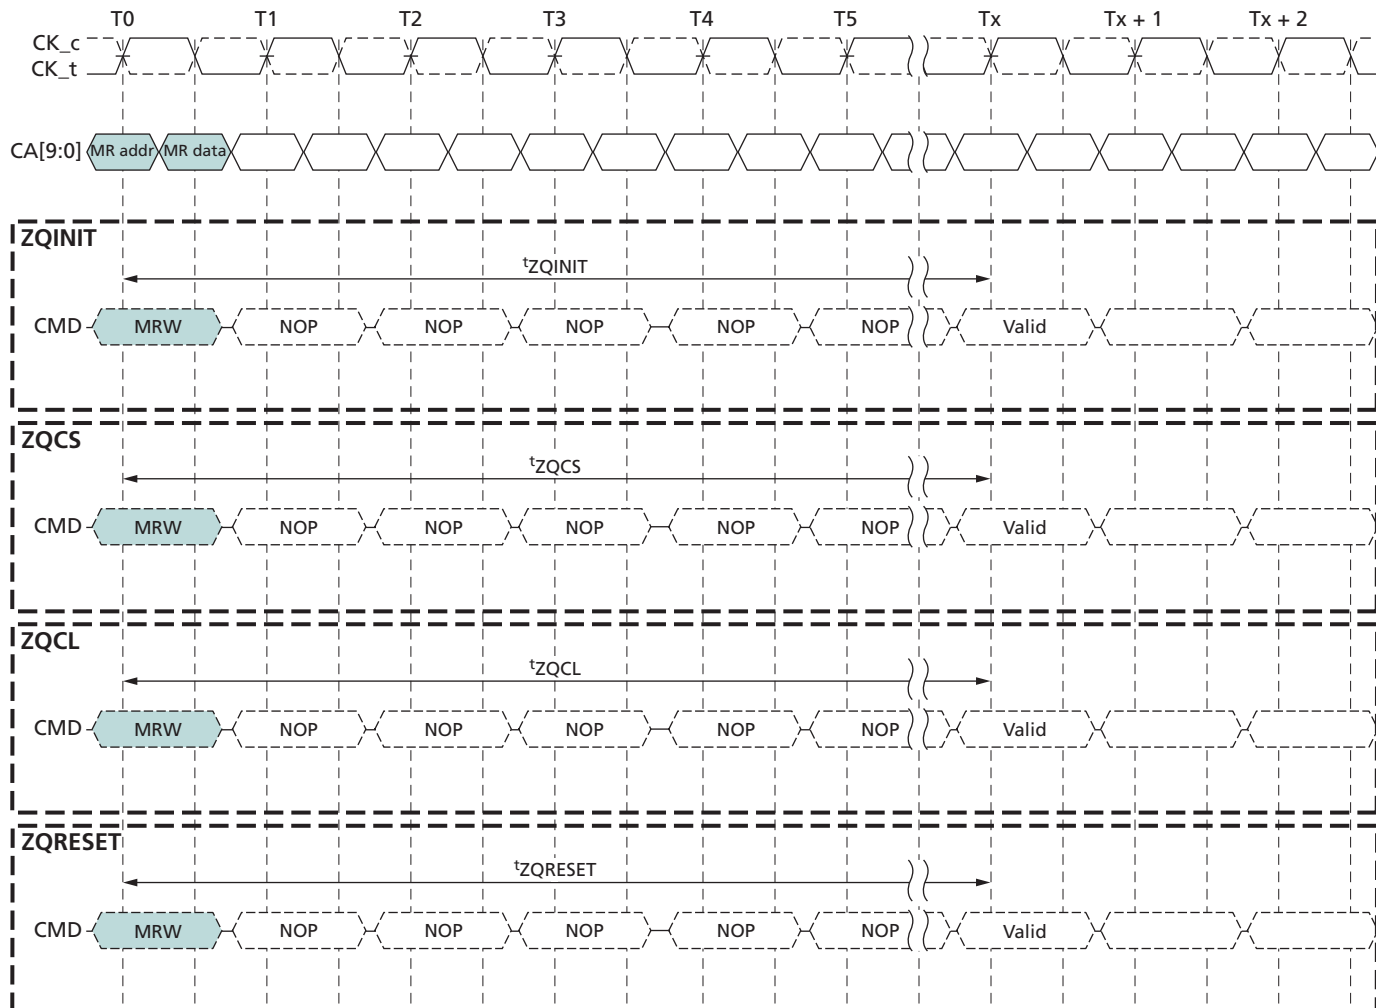 T0 T1 T2 T3 T4 T5 Tx Tx + 1 Tx + 2
CK_c
CK_t
CA[9:0] MR addr MR data
ZQINIT
tZQINIT
CMD MRW NOP NOP NOP NOP NOP Valid
ZQCS
tZQCS
CMD MRW NOP NOP NOP NOP NOP Valid
ZQCL
tZQCL
CMD MRW NOP NOP NOP NOP NOP Valid
ZQRESET
tZQRESET
CMD MRW NOP NOP NOP NOP NOP Valid